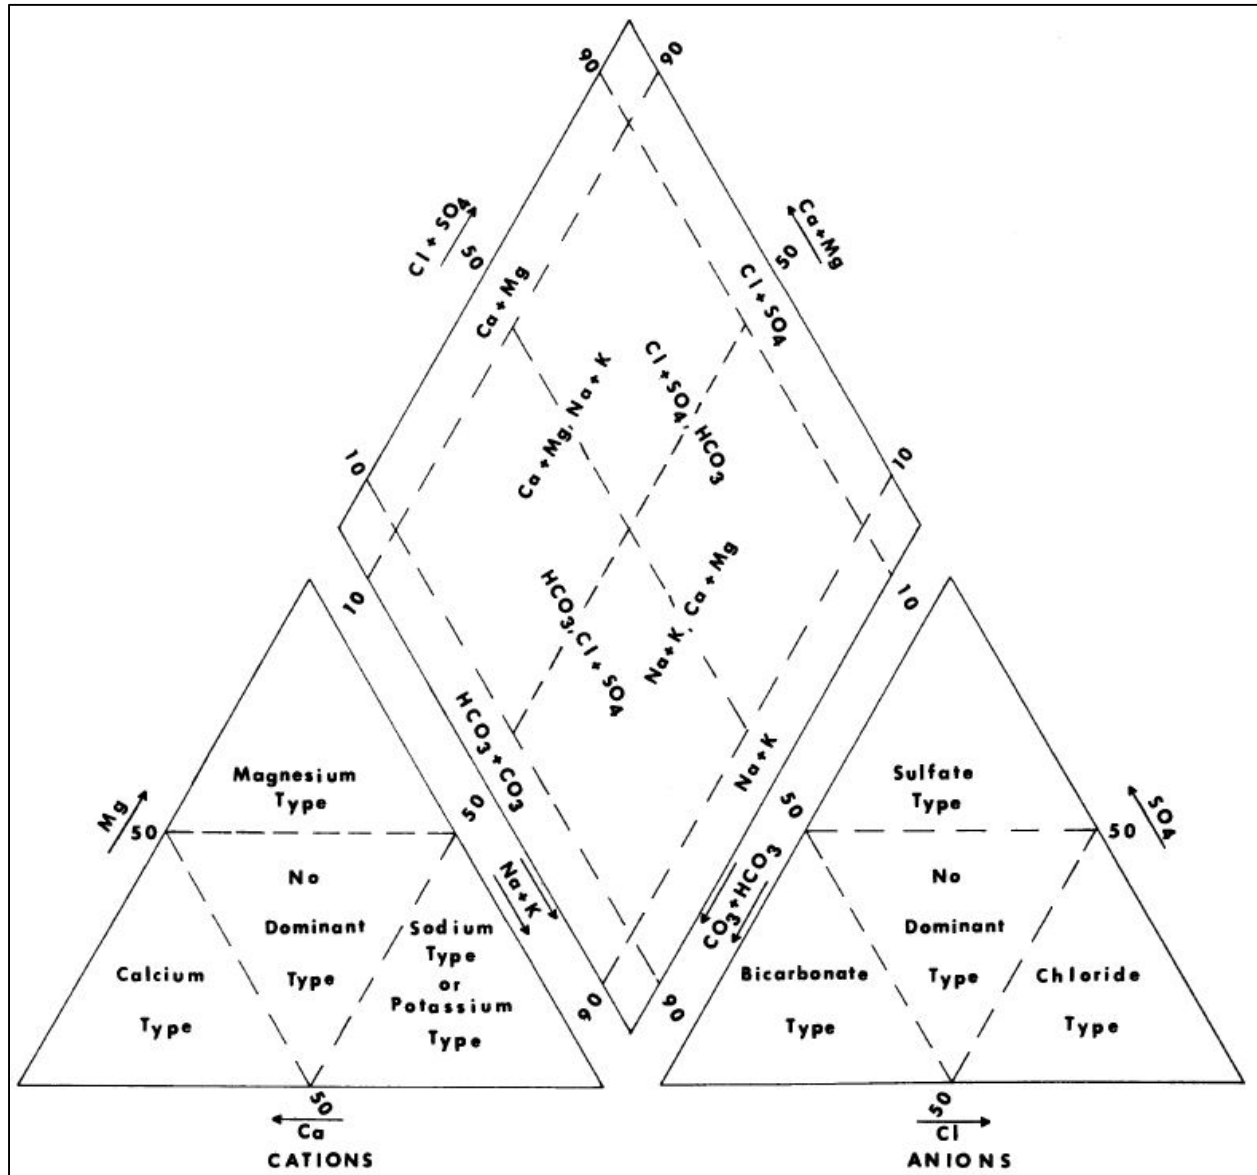 90
90
Cl + SO4
50
Ca+Mg
50
Ca+Mg
Cl+SO4
Ca+Mg, Na+K
Cl+SO4, HCO3
10
10
10
10
HCO3, Cl+SO4
Na+K, Ca+Mg
HCO3+CO3
Na+K
Mg
50
Magnesium
Type
50
Na+K
No
Dominant
Type
Calcium
Type
Sodium
Type
or
Potassium
Type
90
50
Ca
CATIONS
50
CO3+HCO3
Sulfate
Type
50
SO4
No
Dominant
Type
Bicarbonate
Type
Chloride
Type
90
50
Cl
ANIONS